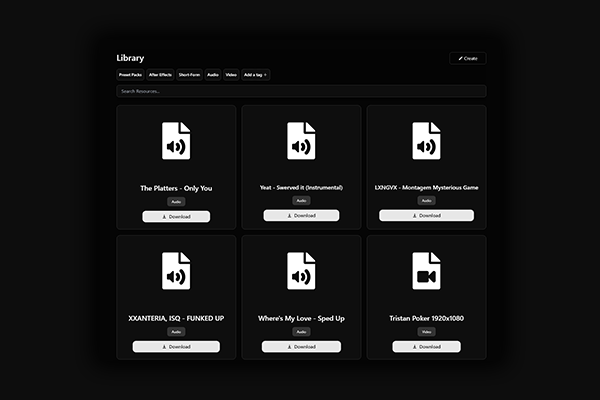 Library
Create
Preset Packs After Effects Short-Form Audio Video Add a tag +
Search Resources...
The Platters - Only You
Audio
Download
Yeat - Swerved it (Instrumental)
Audio
Download
LXNGVX - Montagem Mysterious Game
Audio
Download
XXANTERIA, ISQ - FUNKED UP
Audio
Download
Where's My Love - Sped Up
Audio
Download
Tristan Poker 1920x1080
Video
Download